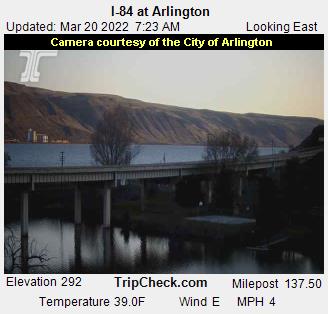 I-84 at Arlington
Updated: Mar 20 2022 7:23 AM Looking East
Camera courtesy of the City of Arlington
Elevation 292 TripCheck.com Milepost 137.50
Temperature 39.0F Wind E MPH 4